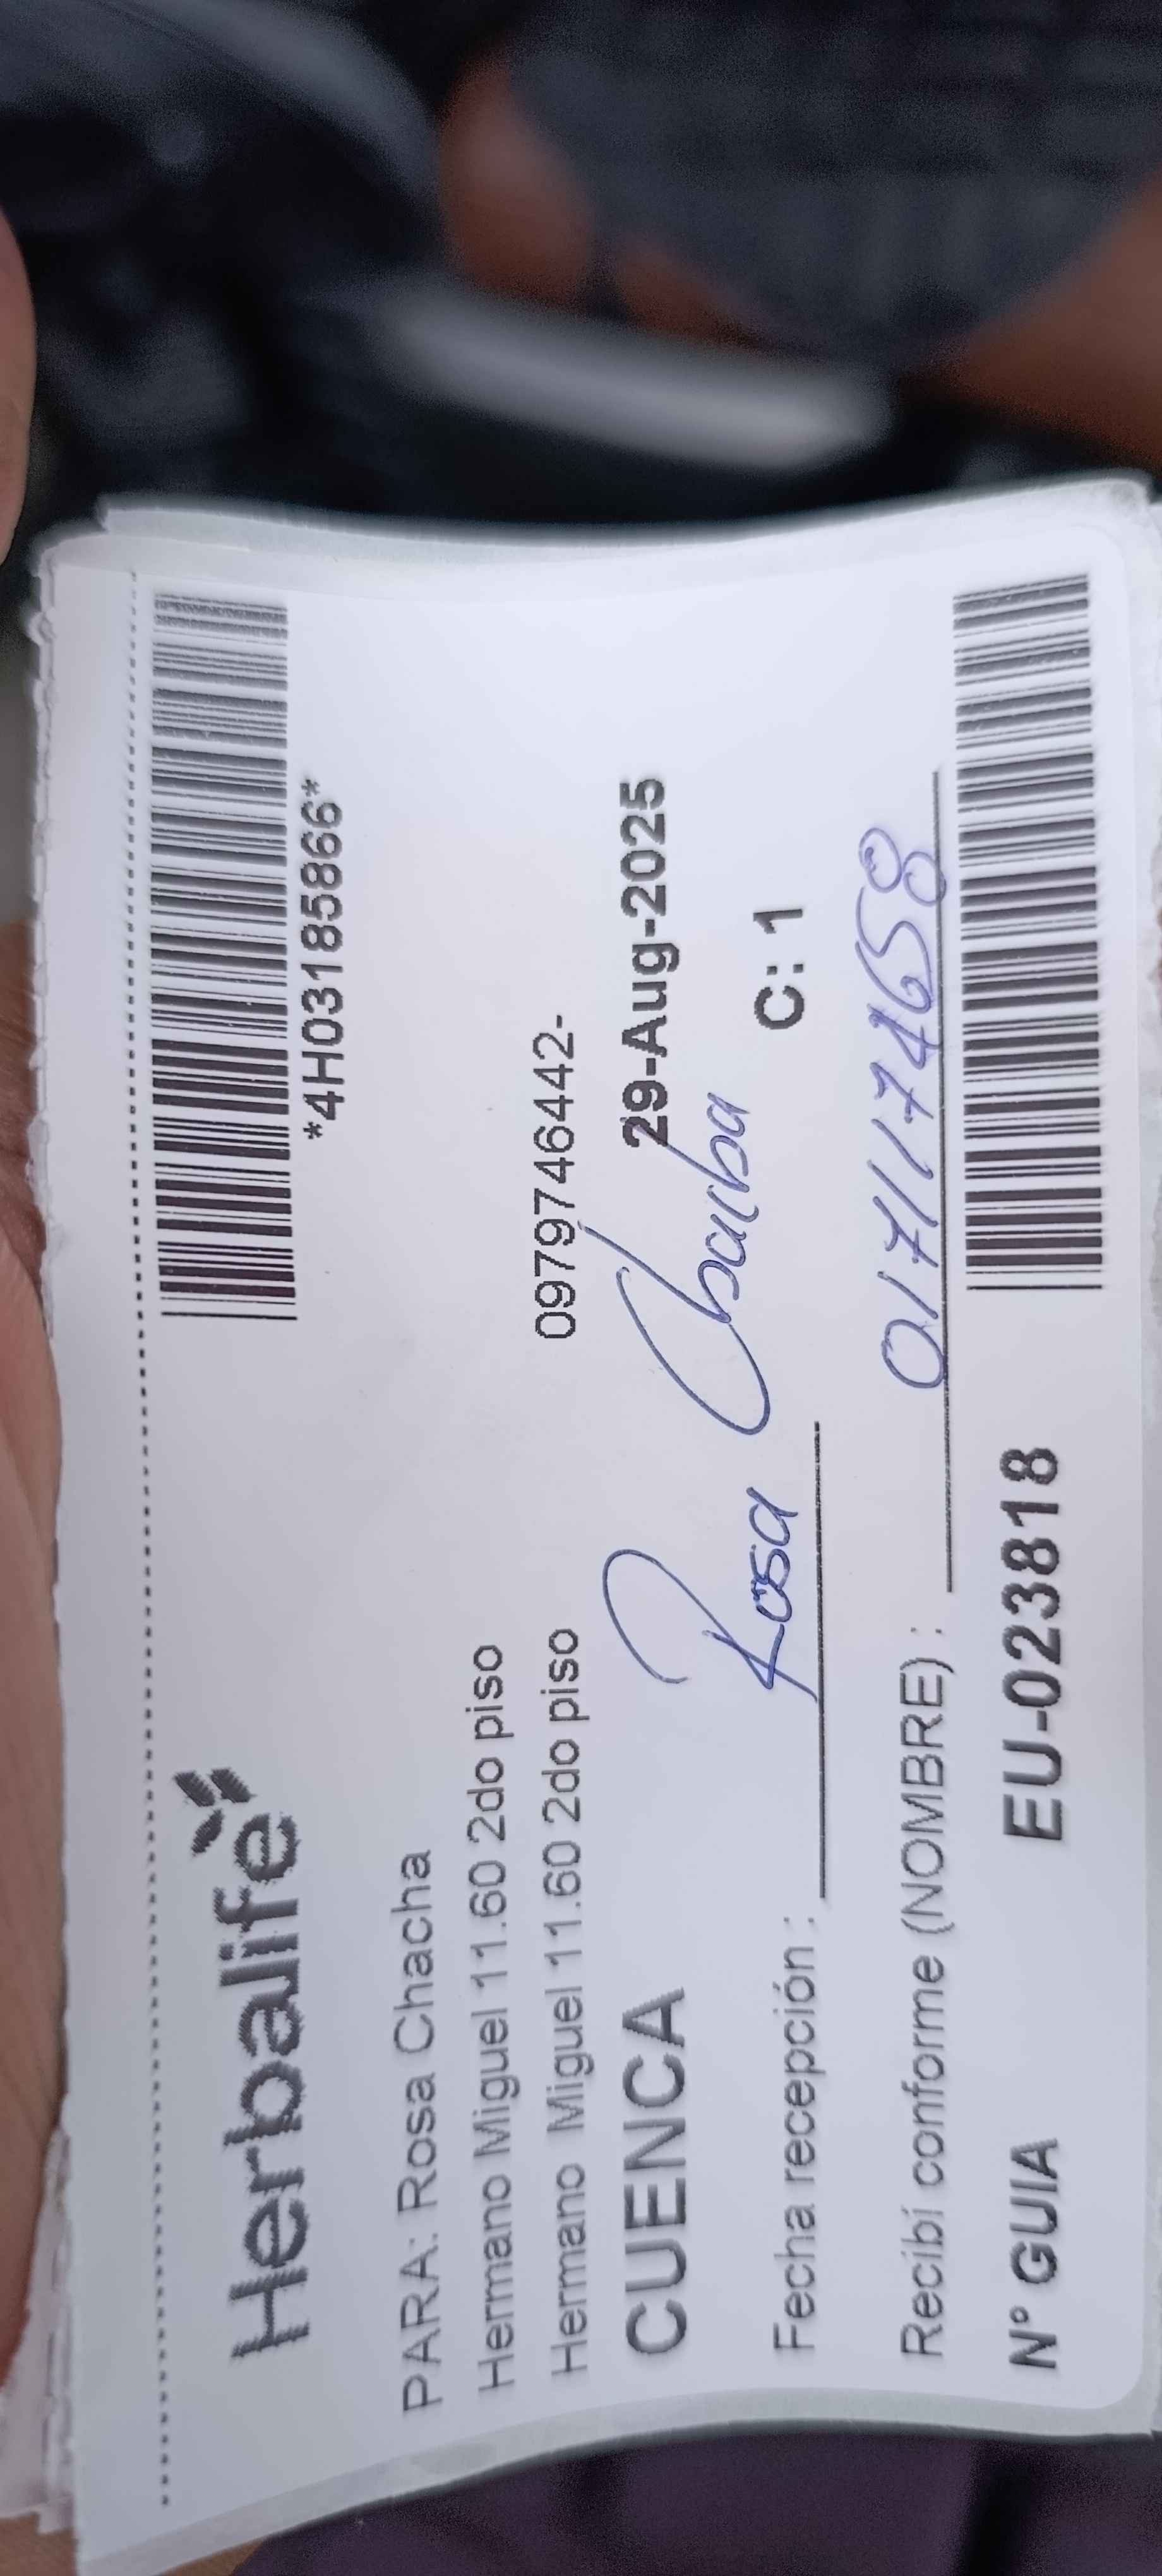 Herbalife
*4H03185866*
PARA: Rosa Chacha
Hermano Miguel 11.60 2do piso
Hermano Miguel 11.60 2do piso 0979746442-
CUENCA 29-Aug-2025
Rosa Chacha
Fecha recepción : C: 1
0171174658
Recibí conforme (NOMBRE) :
N° GUIA EU-023818